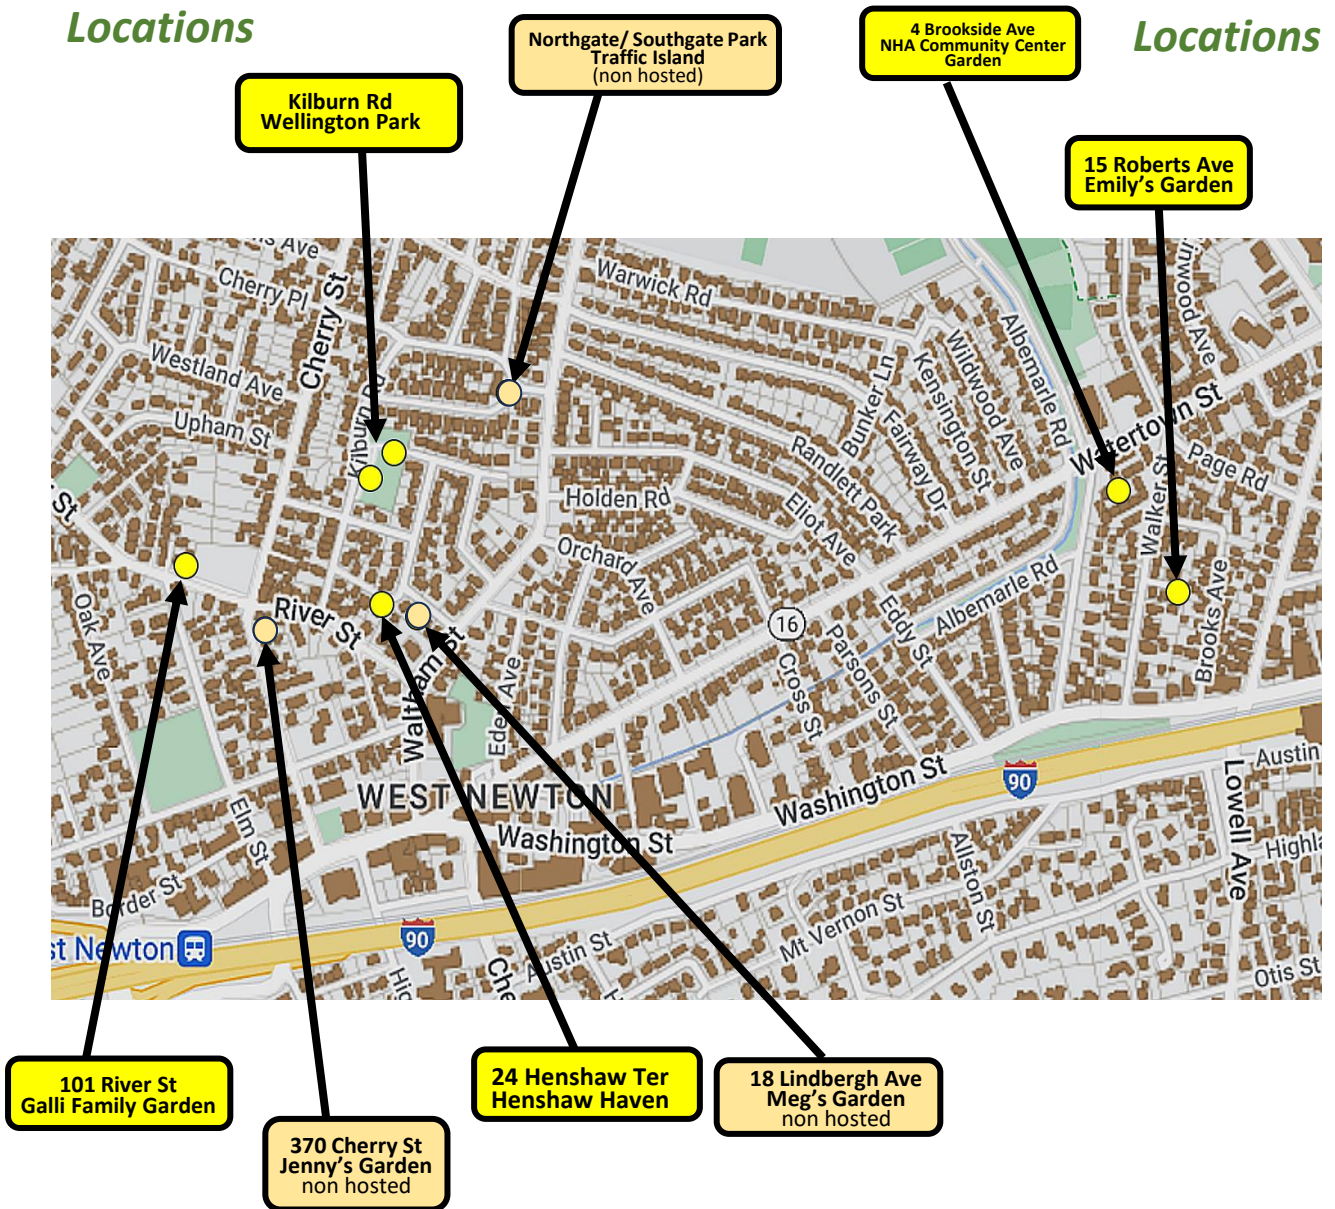 Locations
Locations
Northgate/ Southgate Park
Traffic Island
(non hosted)
4 Brookside Ave
NHA Community Center
Garden
Kilburn Rd
Wellington Park
15 Roberts Ave
Emily's Garden
Cherry Pl
Cherry St
Warwick Rd
Westland Ave
Upham St
Kilburn Rd
Bunker Ln
Kensington St
Wildwood Ave
Albemarle Rd
Watertown St
Fairway Dr
Randlett Park
Page Rd
Walker St
St
Holden Rd
Eliot Ave
Orchard Ave
Oak Ave
River St
16
Eddy St
Albemarle Rd
Brooks Ave
Parsons St
Cross St
Waltham St
Eden Ave
WEST NEWTON
Washington St
Washington St
90
Lowell Ave
Austin
Elm St
Allston St
Border St
90
Mt Vernon St
Austin St
Otis St
st Newton
101 River St
Galli Family Garden
24 Henshaw Ter
Henshaw Haven
18 Lindbergh Ave
Meg's Garden
non hosted
370 Cherry St
Jenny's Garden
non hosted